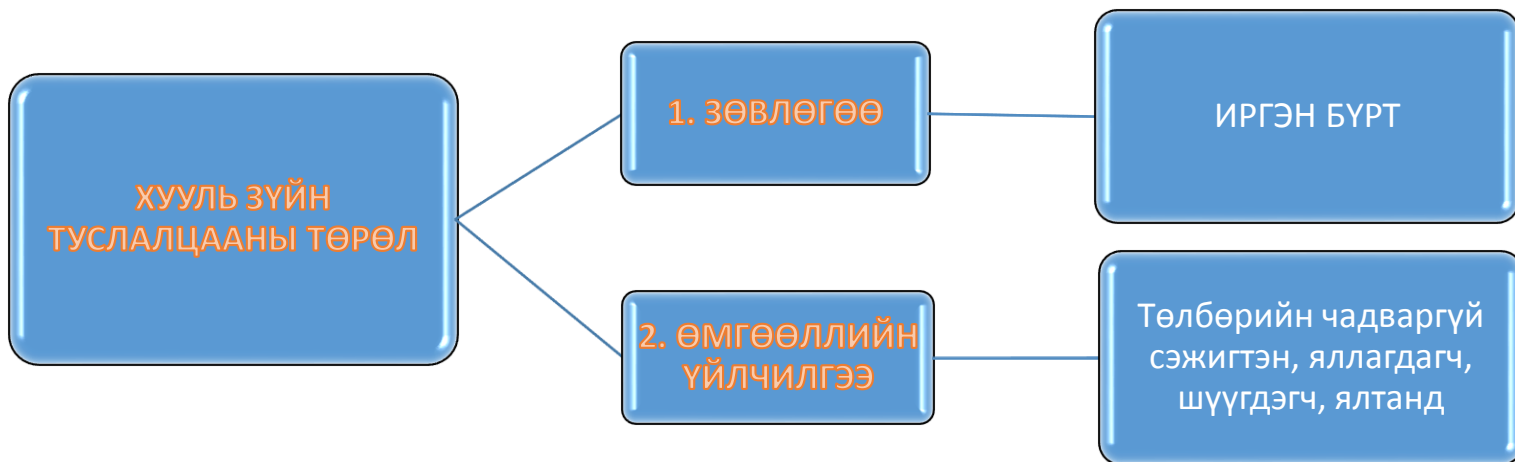 ХУУЛЬ ЗҮЙН
ТУСЛАЛЦААНЫ ТӨРӨЛ
1. ЗӨВЛӨГӨӨ
ИРГЭН БҮРТ
2. ӨМГӨӨЛЛИЙН
ҮЙЛЧИЛГЭЭ
Төлбөрийн чадваргүй
сэжигтэн, яллагдагч,
шүүгдэгч, ялтанд